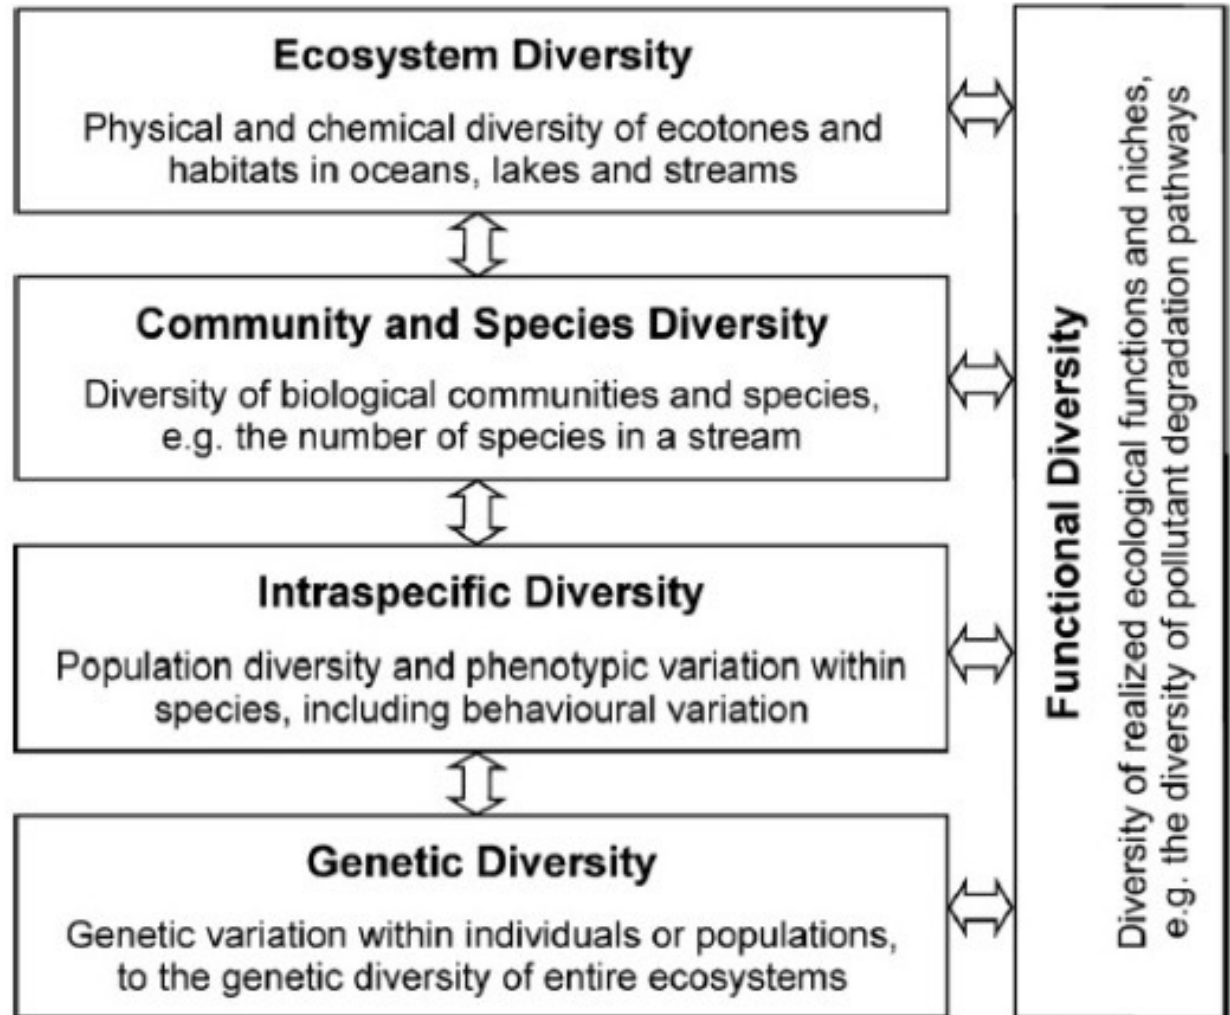 Ecosystem Diversity
Physical and chemical diversity of ecotones and
habitats in oceans, lakes and streams
Community and Species Diversity
Diversity of biological communities and species,
e.g. the number of species in a stream
Intraspecific Diversity
Population diversity and phenotypic variation within
species, including behavioural variation
Genetic Diversity
Genetic variation within individuals or populations,
to the genetic diversity of entire ecosystems
Functional Diversity
Diversity of realized ecological functions and niches,
e.g. the diversity of pollutant degradation pathways